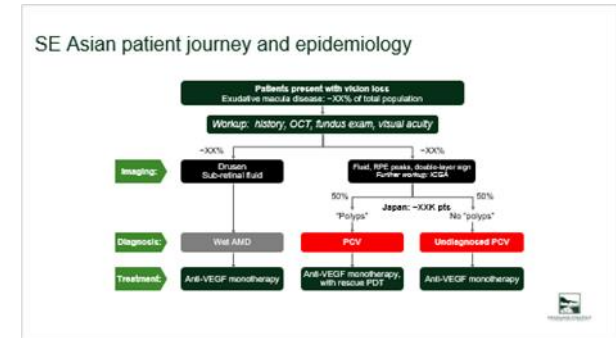 SE Asian patient journey and epidemiology
Patients present with vision loss
Exudative macula disease: ~XX% of total population
Workup: history, OCT, fundus exam, visual acuity
~XX%
~XX%
Imaging:
Drusen
Sub-retinal fluid
Fluid, RPE peaks, double-layer sign
Further workup: ICGA
50%
50%
Japan: ~XXK pts
"Polyps"
No "polyps"
Diagnosis:
Wet AMD
PCV
Undiagnosed PCV
Treatment:
Anti-VEGF monotherapy
Anti-VEGF monotherapy,
with rescue PDT
Anti-VEGF monotherapy